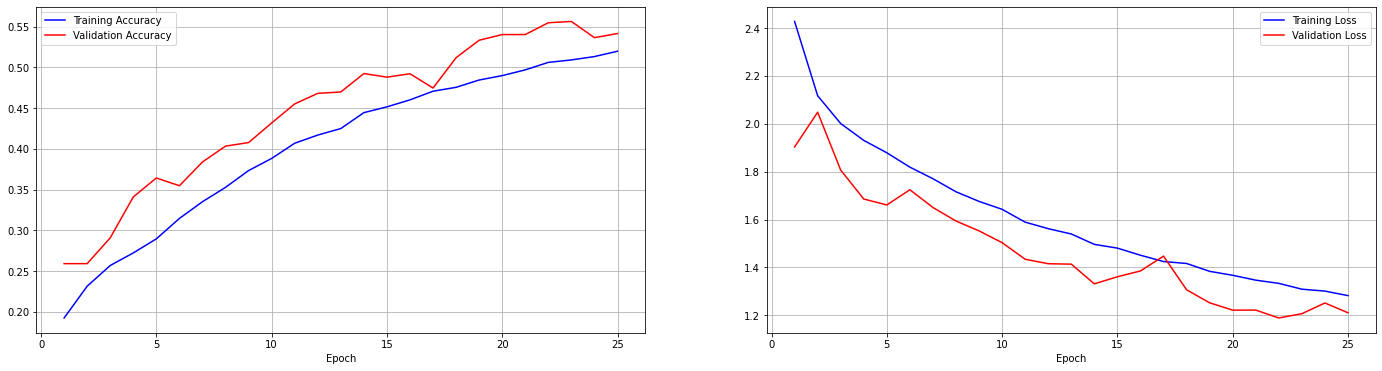 Training Accuracy
Validation Accuracy
0.55
0.50
0.45
0.40
0.35
0.30
0.25
0.20
0 5 10 15 20 25
Epoch
Training Loss
Validation Loss
2.4
2.2
2.0
1.8
1.6
1.4
1.2
0 5 10 15 20 25
Epoch